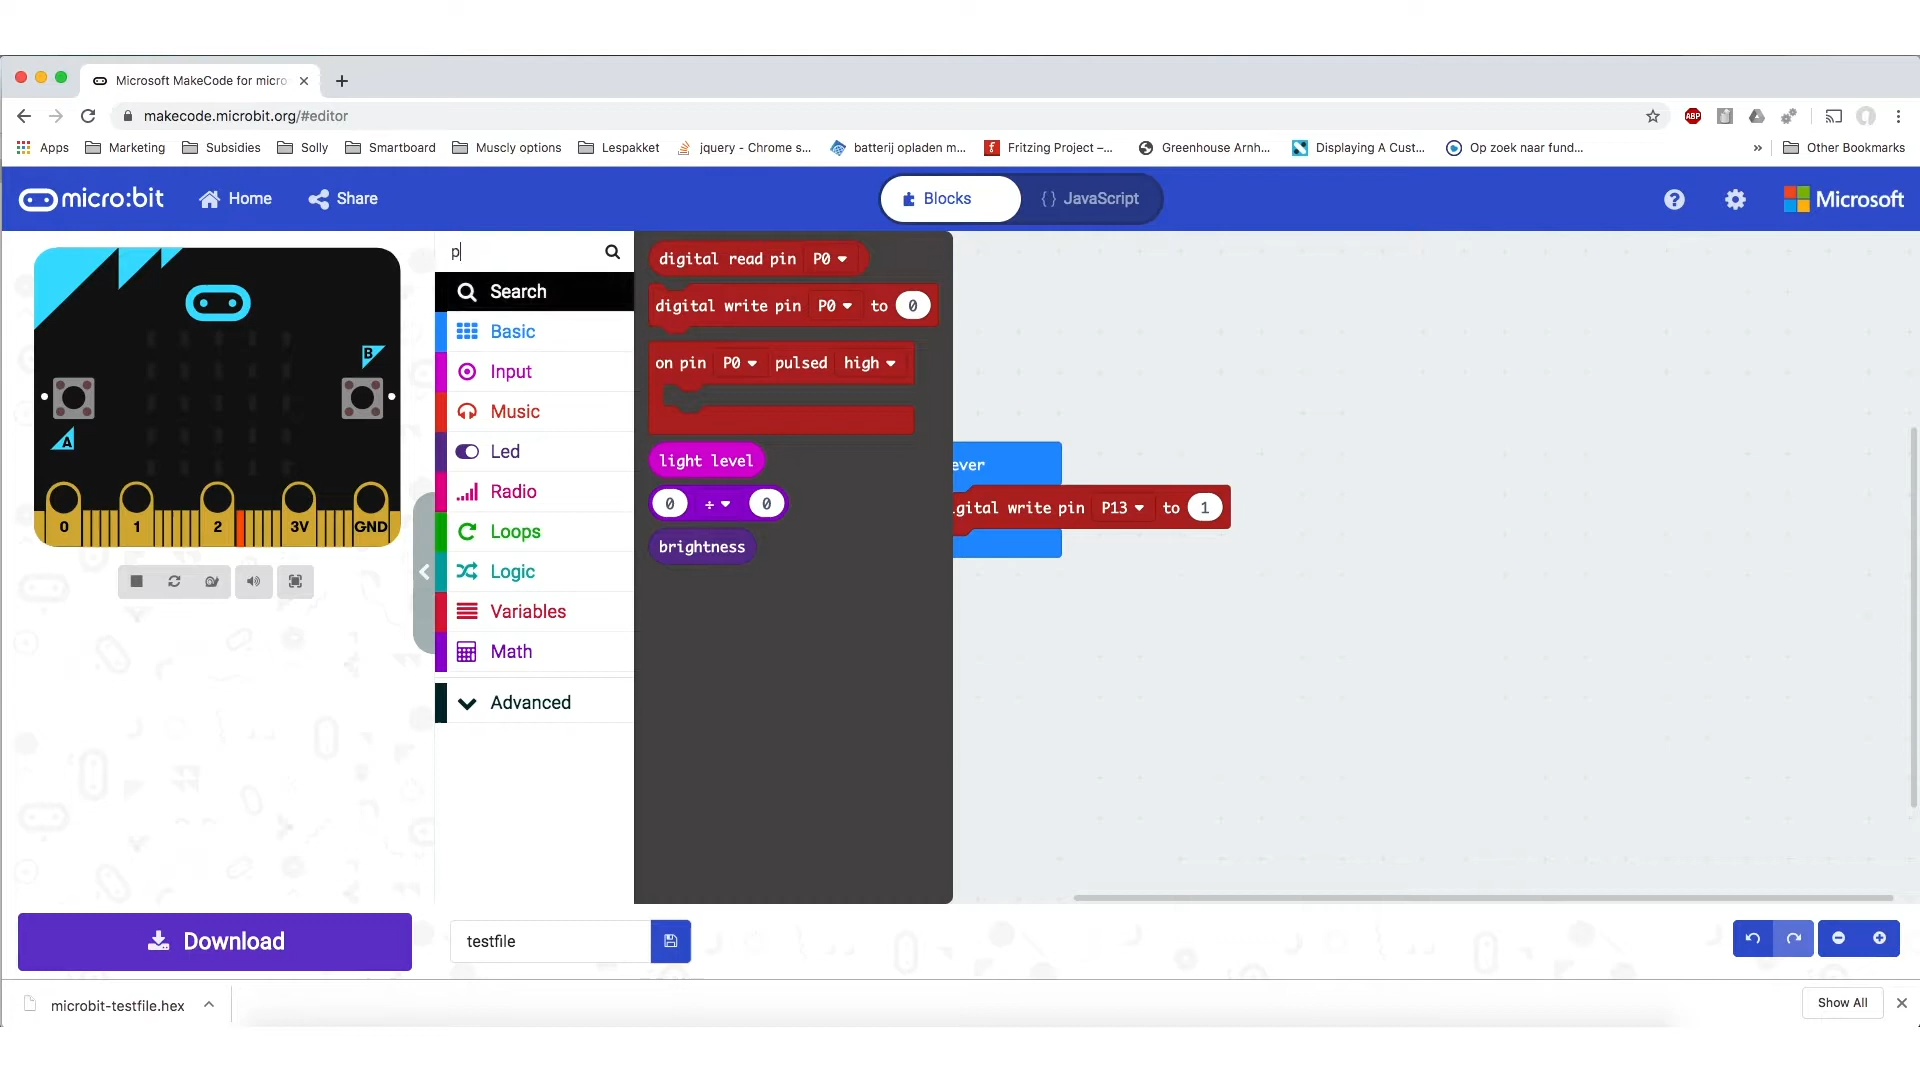 Microsoft MakeCode for micro
makecode.microbit.org/#editor
ABP
Apps Marketing Subsidies Solly Smartboard Muscly options Lespakket jquery - Chrome s... batterij opladen m... Fritzing Project –... Greenhouse Arnh... Displaying A Cust... Op zoek naar fund... » Other Bookmarks
micro:bit Home Share Blocks {} JavaScript Microsoft
p
Search
Basic
Input
Music
Led
Radio
Loops
Logic
Variables
Math
Advanced
digital read pin P0
digital write pin P0 to 0
on pin P0 pulsed high
light level
0 ÷ 0
brightness
ever
igital write pin P13 to 1
B
A
0 1 2 3V GND
Download
testfile
microbit-testfile.hex
Show All